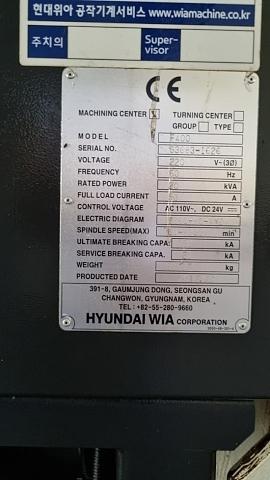 현대위아 공작기계서비스 www.wiamachine.co.kr
주치의 Super-visor
CE
MACHINING CENTER X TURNING CENTER
GROUP TYPE
MODEL F400
SERIAL NO.
VOLTAGE 220 V~(3Ø)
FREQUENCY 60 Hz
RATED POWER kVA
FULL LOAD CURRENT A
CONTROL VOLTAGE AC 110V~, DC 24V
ELECTRIC DIAGRAM
SPINDLE SPEED(MAX) min⁻¹
ULTIMATE BREAKING CAPA. kA
SERVICE BREAKING CAPA. kA
WEIGHT kg
PRODUCTED DATE
391-8, GAUMJUNG DONG, SEONGSAN GU
CHANGWON, GYUNGNAM, KOREA
TEL : +82-55-280-9660
HYUNDAI WIA CORPORATION